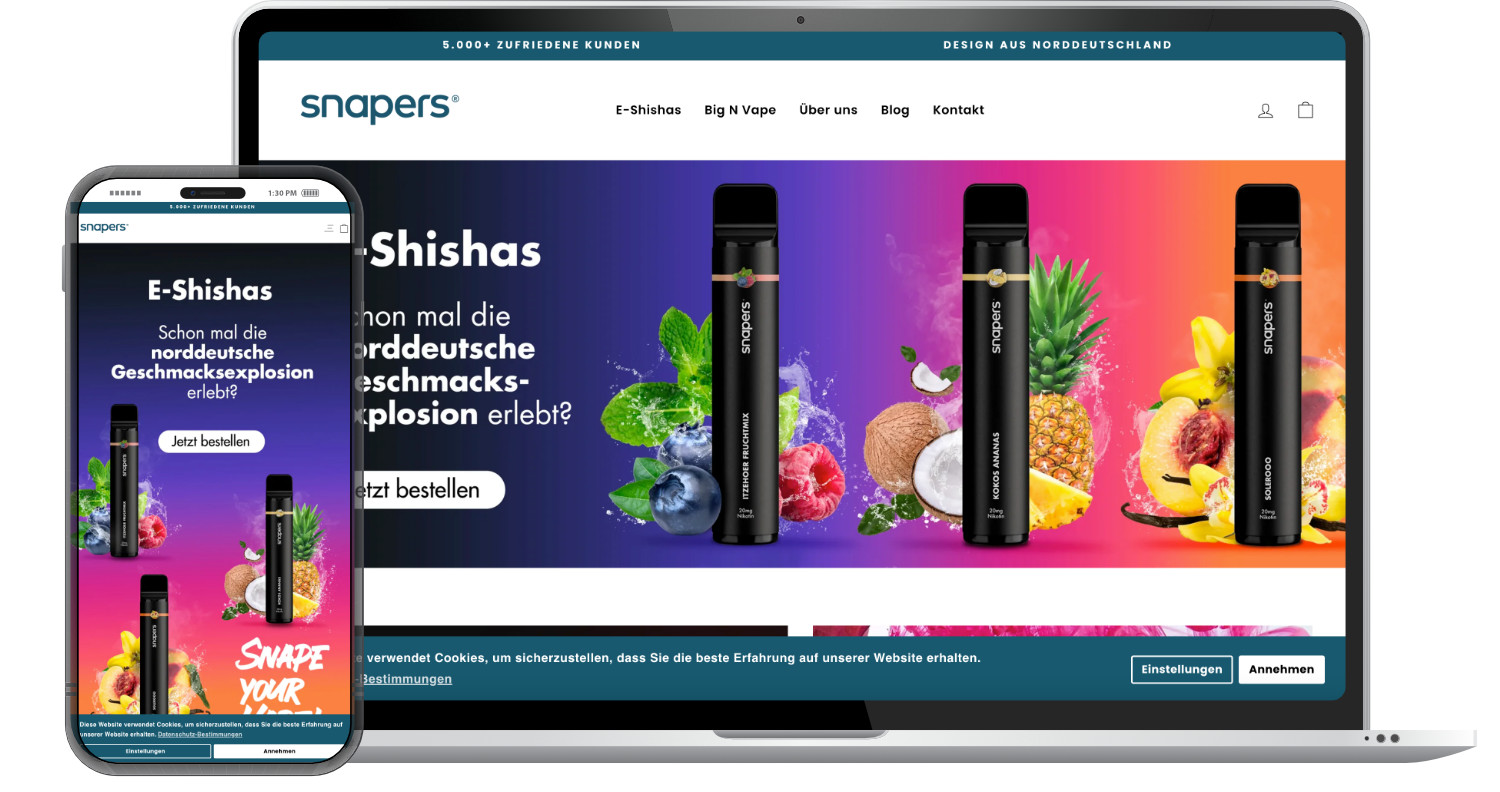 5.000+ ZUFRIEDENE KUNDEN
DESIGN AUS NORDDEUTSCHLAND
snapers®
E-Shishas
Big N Vape
Über uns
Blog
Kontakt
-Shishas
hon mal die
orddeutsche
eschmacks-
xplosion erlebt?
etzt bestellen
snapers
ITZEHOER FRUCHTMIX
20mg
Nikotin
snapers
KOKOS ANANAS
20mg
Nikotin
snapers
SOLEROOO
20mg
Nikotin
e verwendet Cookies, um sicherzustellen, dass Sie die beste Erfahrung auf unserer Website erhalten.
-Bestimmungen
Einstellungen
Annehmen
1:30 PM
5.000+ ZUFRIEDENE KUNDEN
snapers
E-Shishas
Schon mal die
norddeutsche
Geschmacksexplosion
erlebt?
Jetzt bestellen
snapers
snapers
snapers
SNAPE
YOUR
Diese Website verwendet Cookies, um sicherzustellen, dass Sie die beste Erfahrung auf
unserer Website erhalten. Datenschutz-Bestimmungen
Einstellungen
Annehmen